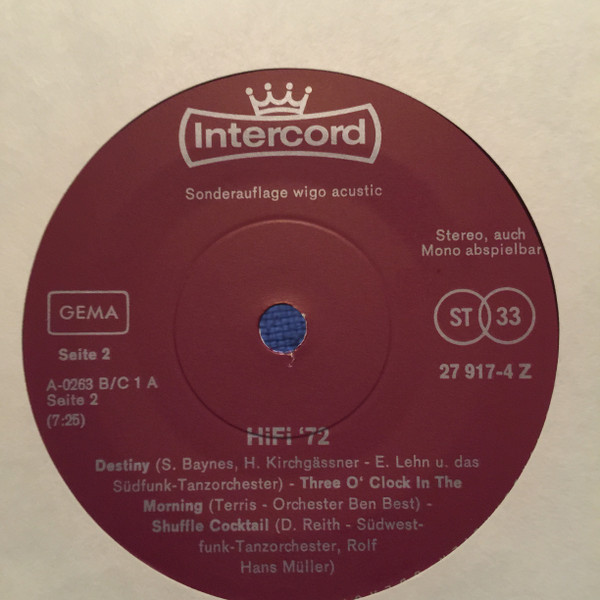 Intercord
Sonderauflage wigo acustic
Stereo, auch
Mono abspielbar
GEMA
ST 33
Seite 2
27 917-4 Z
A-0263 B/C 1 A
Seite 2
(7:25)
HiFi '72
Destiny (S. Baynes, H. Kirchgässner - E. Lehn u. das
Südfunk-Tanzorchester) - Three O' Clock In The
Morning (Terris - Orchester Ben Best) -
Shuffle Cocktail (D. Reith - Südwest-
funk-Tanzorchester, Rolf
Hans Müller)